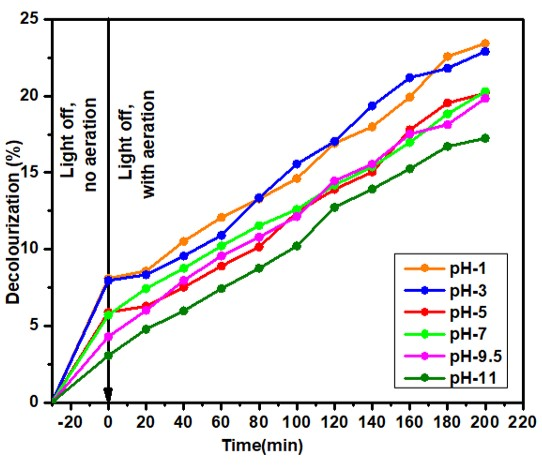 25
20
15
10
5
0
Decolourization (%)
Light off,
no aeration
Light off,
with aeration
pH-1
pH-3
pH-5
pH-7
pH-9.5
pH-11
-20 0 20 40 60 80 100 120 140 160 180 200 220
Time(min)